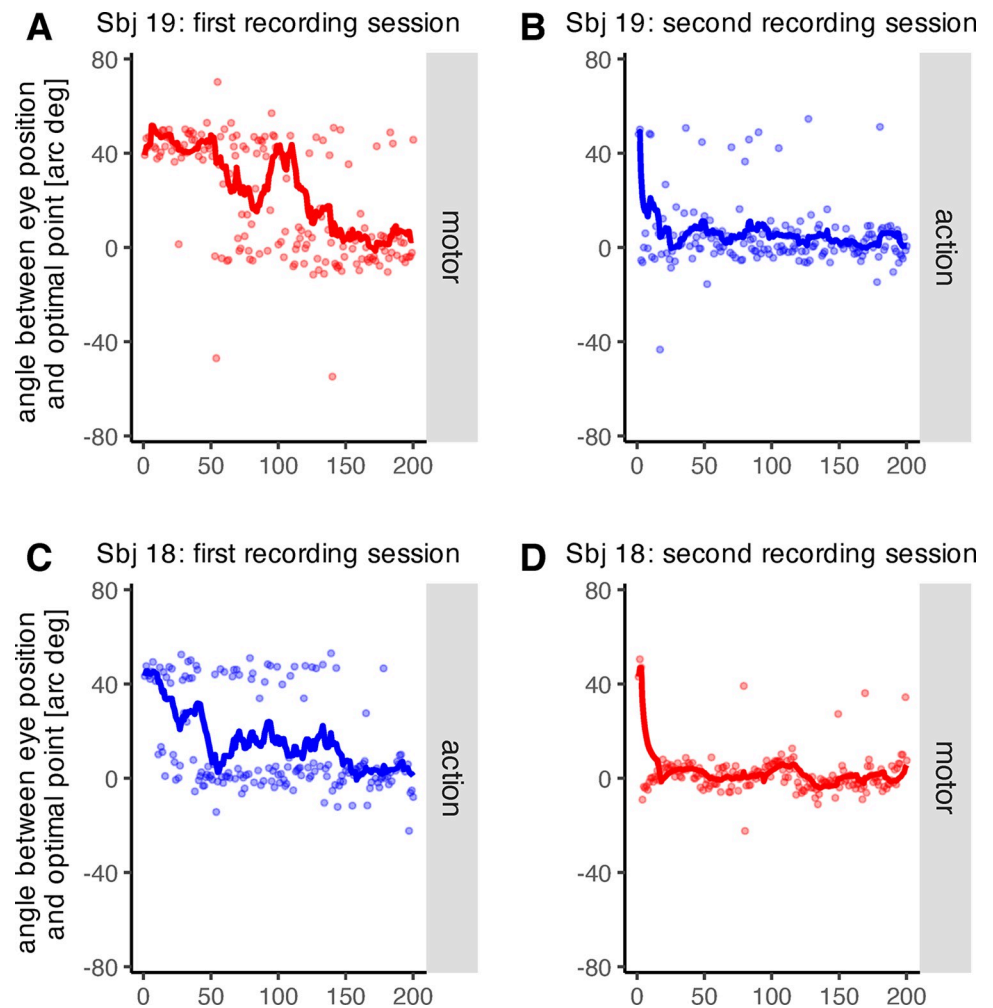 A Sbj 19: first recording session
angle between eye position
and optimal point [arc deg]
80
40
0
-40
-80
0 50 100 150 200
motor
B Sbj 19: second recording session
80
40
0
-40
-80
0 50 100 150 200
action
C Sbj 18: first recording session
angle between eye position
and optimal point [arc deg]
80
40
0
-40
-80
0 50 100 150 200
action
D Sbj 18: second recording session
80
40
0
-40
-80
0 50 100 150 200
motor